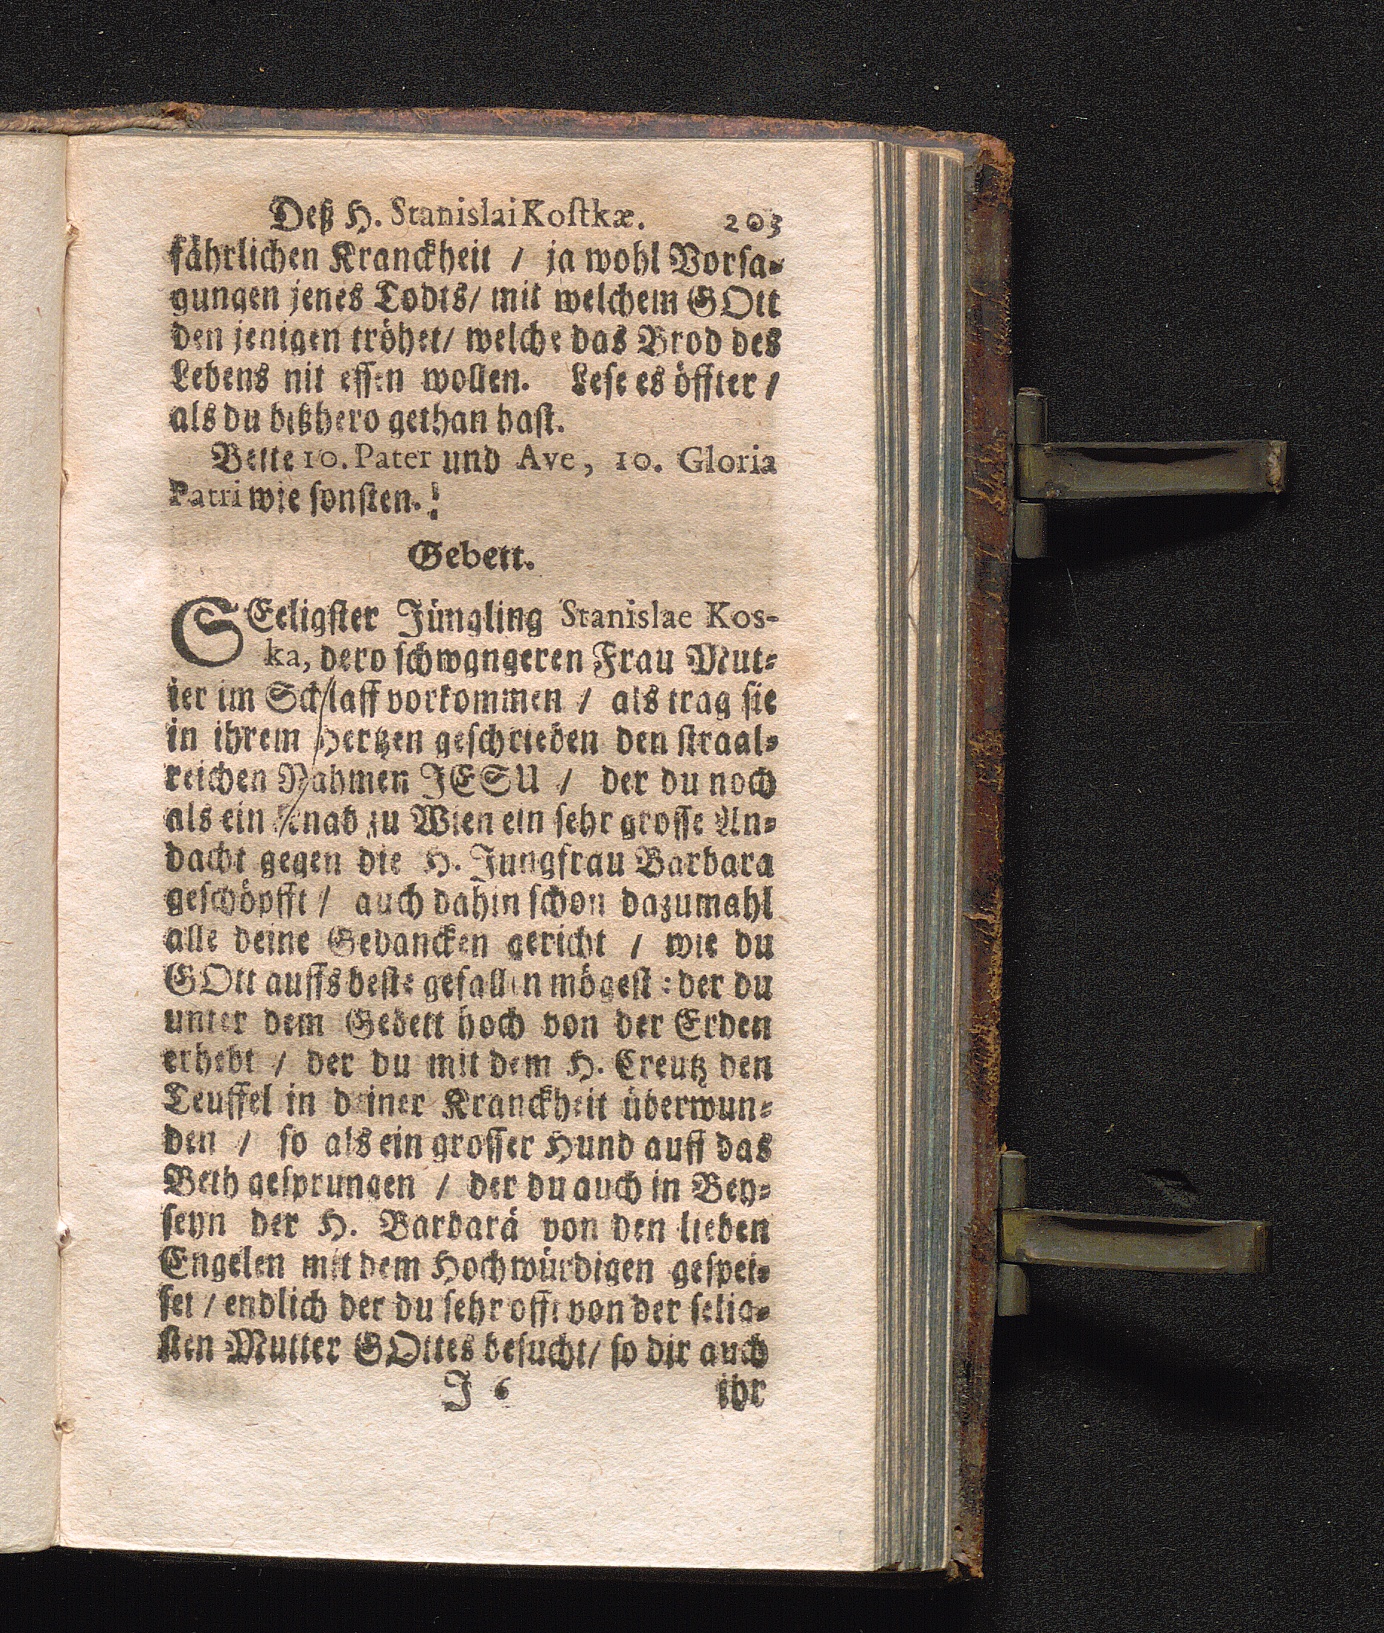 Deß H. Stanislai Kostkæ. 203
fährlichen Kranckheit / ja wohl Vorsa-
gungen jenes Todts/ mit welchem GOtt
den jenigen tröhet/ welche das Brod des
Lebens nit essen wollen. Lese es öffter /
als du bißhero gethan hast.
Bette 10. Pater und Ave, 10. Gloria
Patri wie sonsten.
Gebett.
SEeligster Jüngling Stanislae Kos-
ka, dero schwangeren Frau Mut-
ter im Schlaff vorkommen / als trag sie
in ihrem Hertzen geschrieben den straal-
reichen Nahmen JESU / der du noch
als ein Knab zu Wien ein sehr grosse An-
dacht gegen die H. Jungfrau Barbara
geschöpfft / auch dahin schon dazumahl
alle deine Gedancken gericht / wie du
GOtt auffs beste gefallen mögest : der du
unter dem Gebett hoch von der Erden
erhebt / der du mit dem H. Creutz den
Teuffel in deiner Kranckheit überwun-
den / so als ein grosser Hund auff das
Beth gesprungen / der du auch in Bey-
seyn der H. Barbarä von den lieben
Engelen mit dem Hochwürdigen gespei-
set / endlich der du sehr offt von der selig-
sten Mutter GOttes besucht/ so dir auch
J 6 ihr